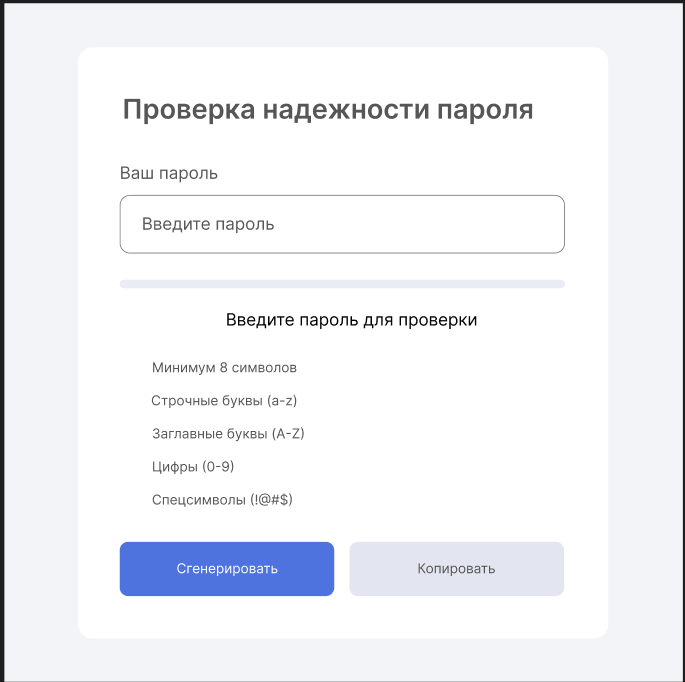 Проверка надежности пароля
Ваш пароль
Введите пароль
Введите пароль для проверки
Минимум 8 символов
Строчные буквы (a-z)
Заглавные буквы (A-Z)
Цифры (0-9)
Спецсимволы (!@#$)
Сгенерировать
Копировать